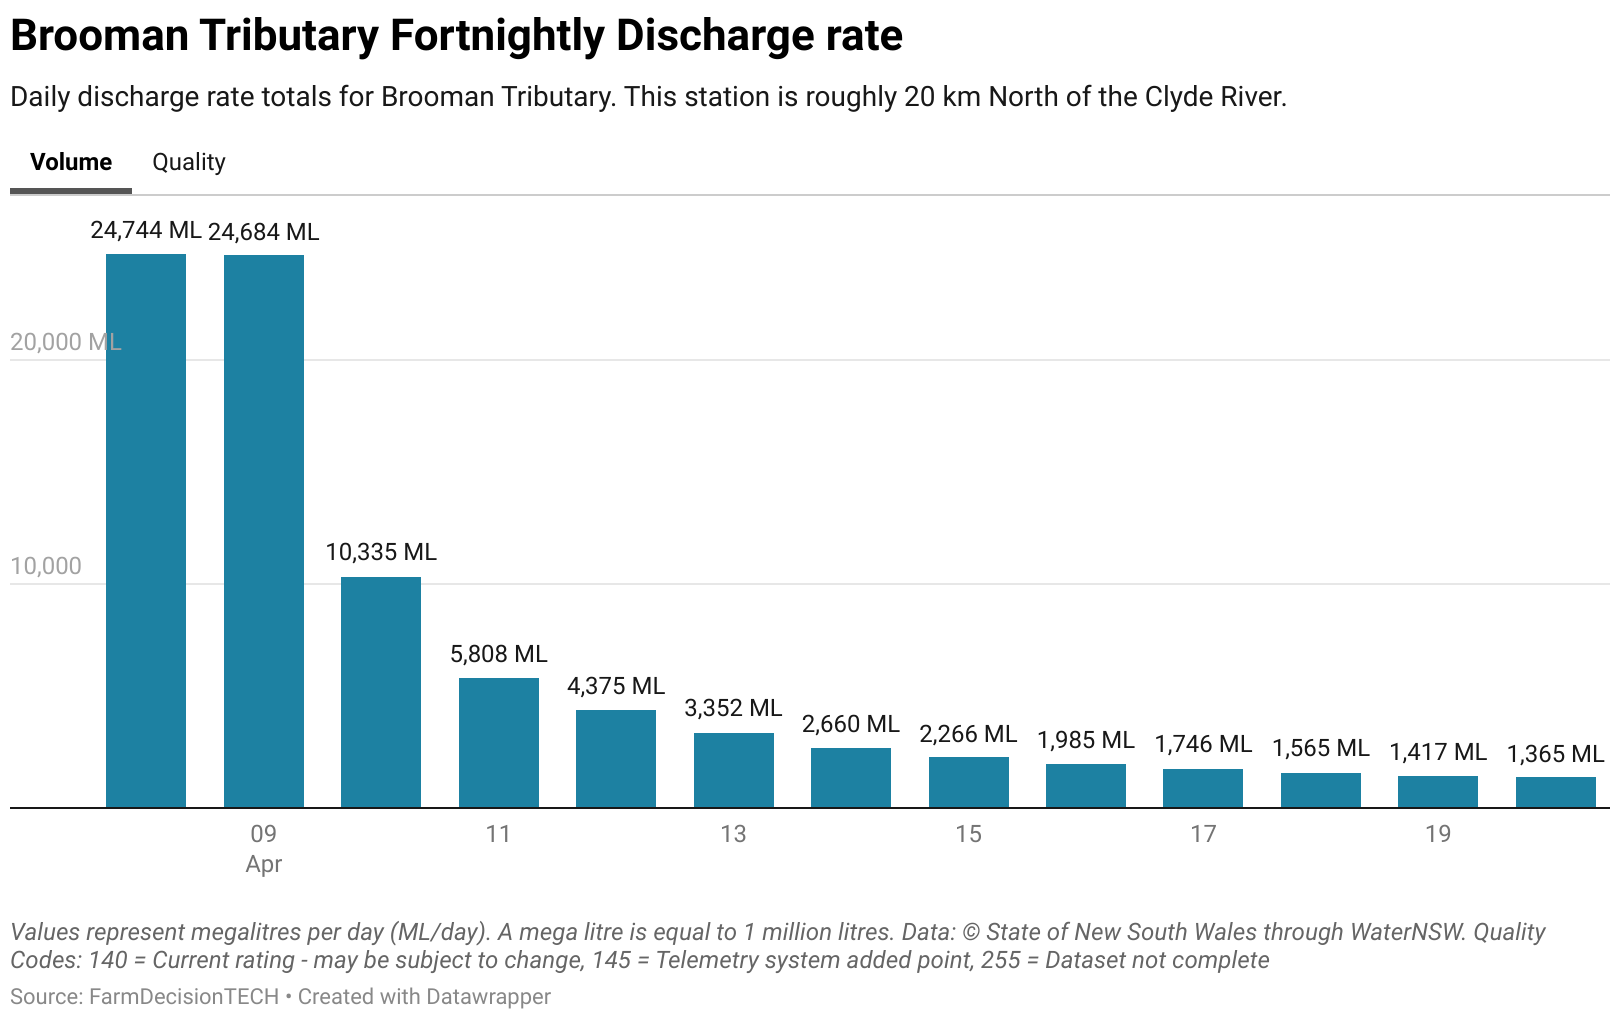 Brooman Tributary Fortnightly Discharge rate
Daily discharge rate totals for Brooman Tributary. This station is roughly 20 km North of the Clyde River.
Volume Quality
24,744 ML 24,684 ML
20,000 ML
10,335 ML
10,000
5,808 ML
4,375 ML
3,352 ML
2,660 ML
2,266 ML
1,985 ML
1,746 ML
1,565 ML
1,417 ML
1,365 ML
09 11 13 15 17 19
Apr
Values represent megalitres per day (ML/day). A mega litre is equal to 1 million litres. Data: © State of New South Wales through WaterNSW. Quality
Codes: 140 = Current rating - may be subject to change, 145 = Telemetry system added point, 255 = Dataset not complete
Source: FarmDecisionTECH • Created with Datawrapper